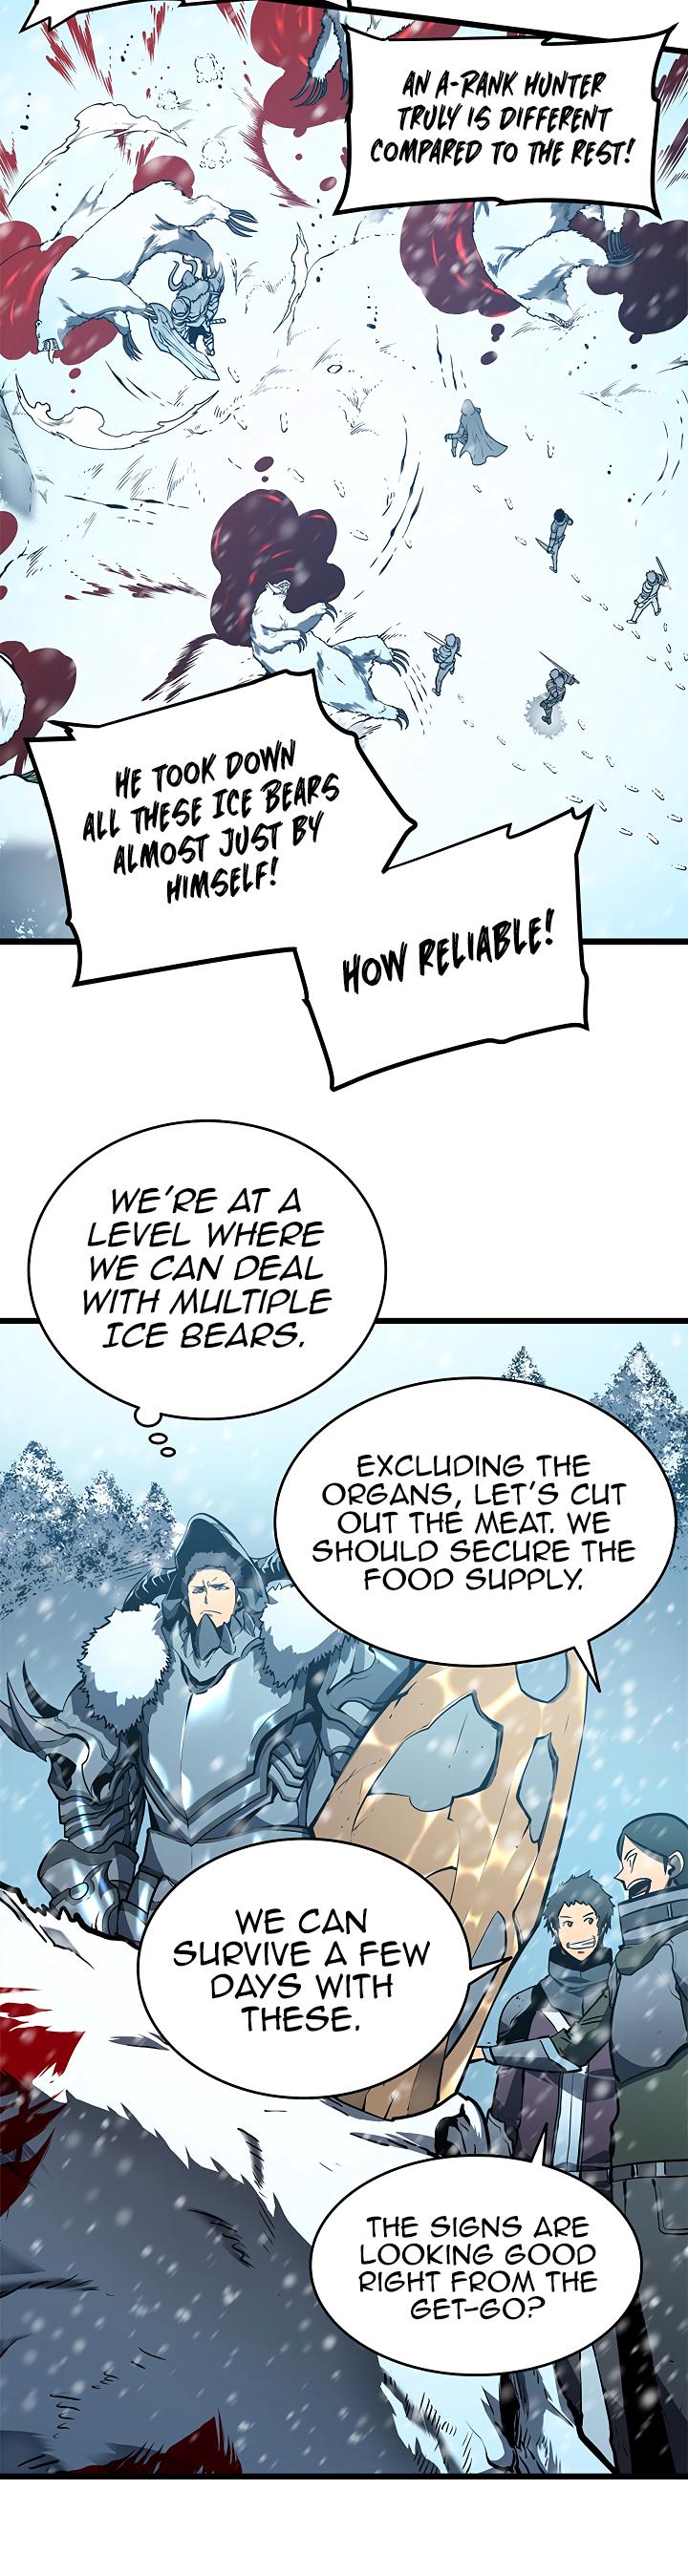 AN A-RANK HUNTER
TRULY IS DIFFERENT
COMPARED TO THE REST!
HE TOOK DOWN
ALL THESE ICE BEARS
ALMOST JUST BY
HIMSELF!
HOW RELIABLE!
WE'RE AT A
LEVEL WHERE
WE CAN DEAL
WITH MULTIPLE
ICE BEARS.
EXCLUDING THE
ORGANS, LET'S CUT
OUT THE MEAT. WE
SHOULD SECURE THE
FOOD SUPPLY.
WE CAN
SURVIVE A FEW
DAYS WITH
THESE.
THE SIGNS ARE
LOOKING GOOD
RIGHT FROM THE
GET-GO?